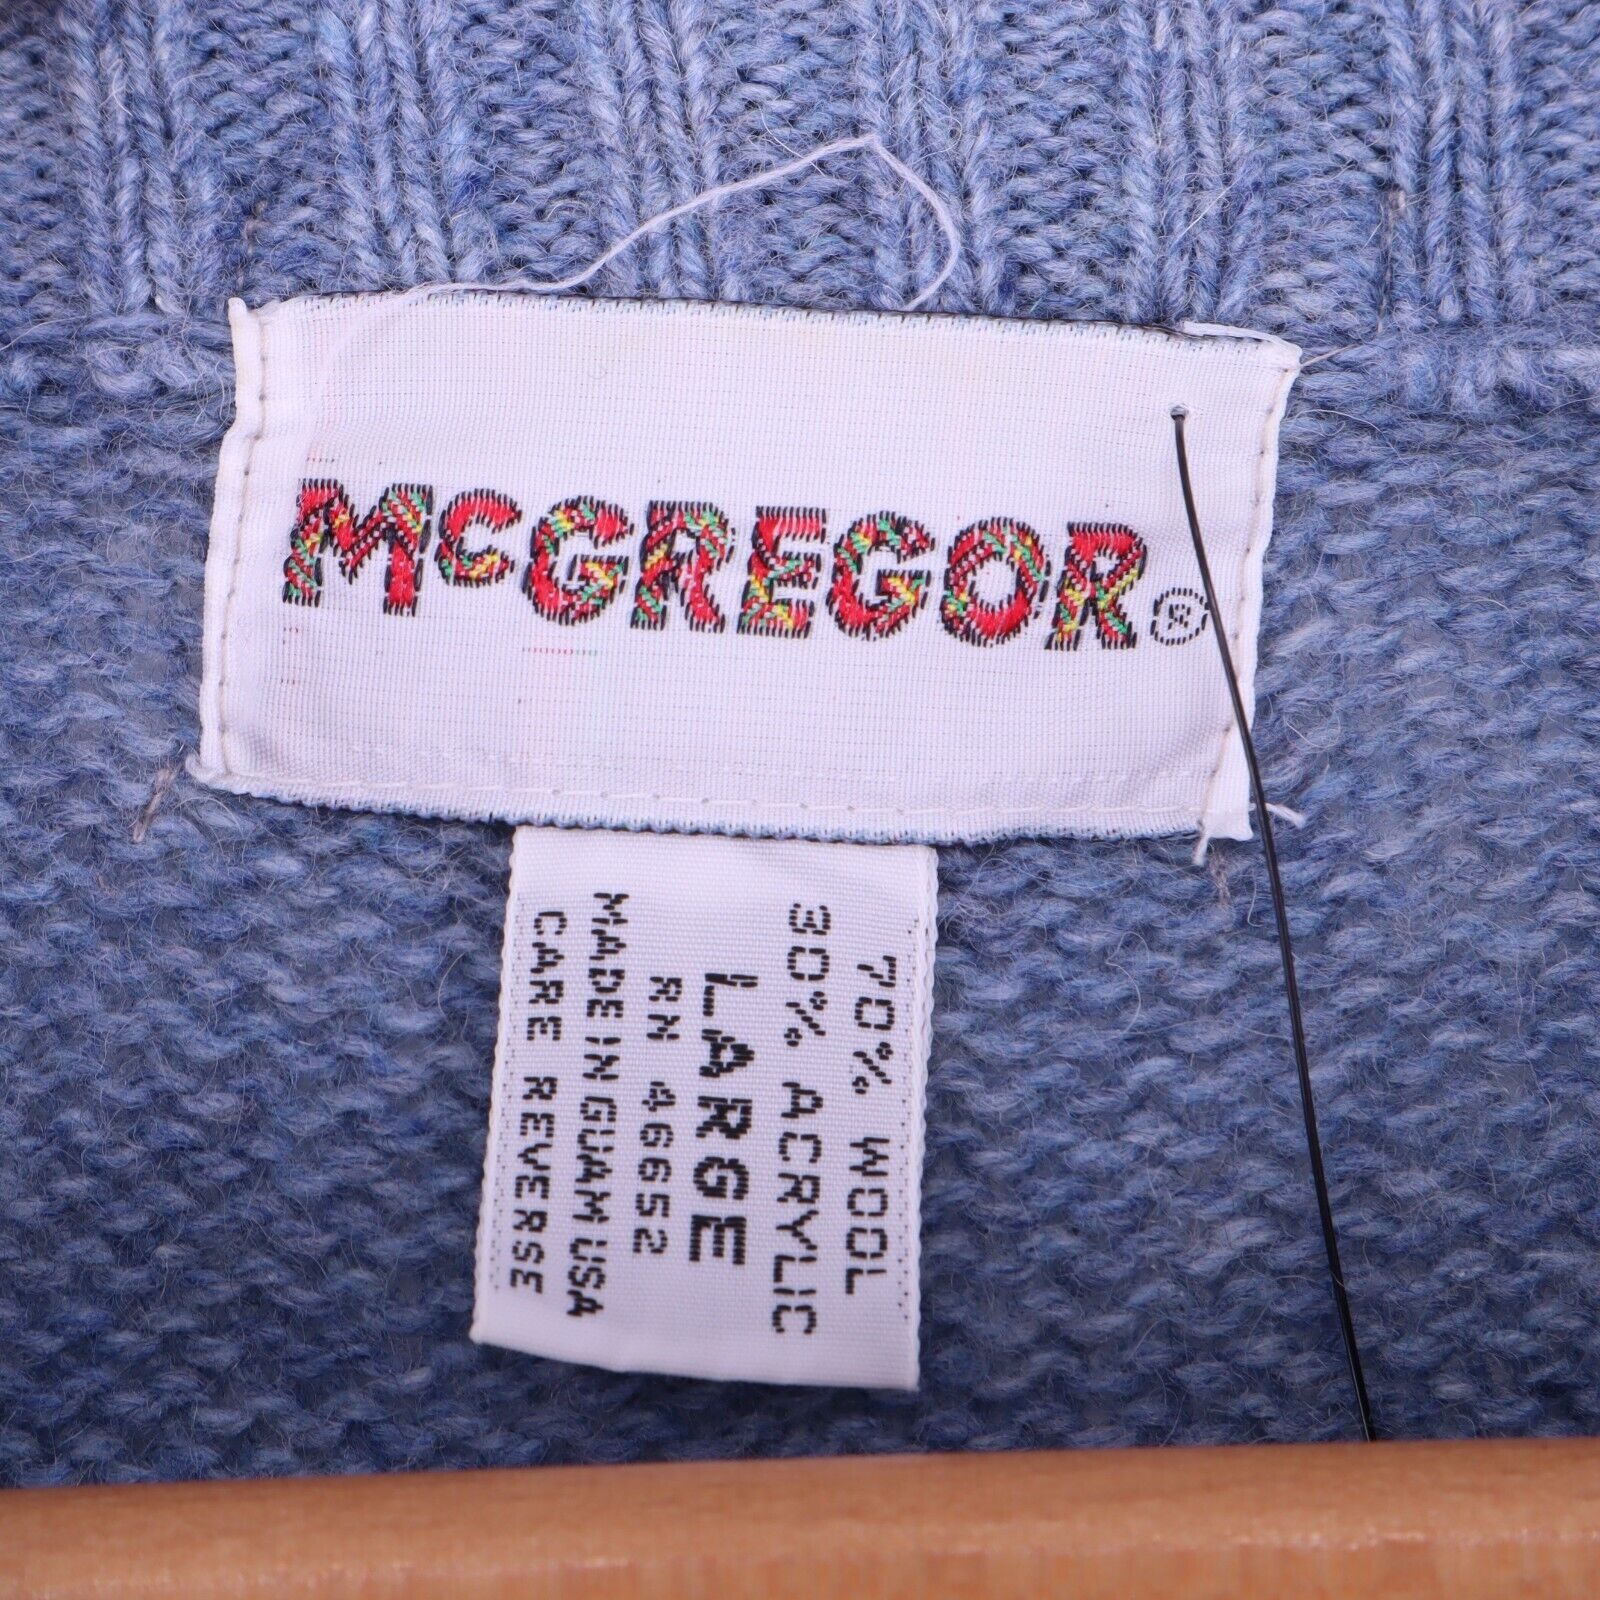 McGREGOR®
70% WOOL
30% ACRYLIC
LARGE
RN 46652
MADE IN GUAM USA
CARE REVERSE